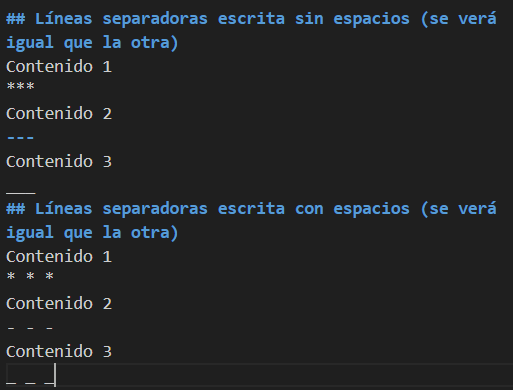 ## Líneas separadoras escrita sin espacios (se verá
igual que la otra)
Contenido 1
***
Contenido 2
---
Contenido 3
___
## Líneas separadoras escrita con espacios (se verá
igual que la otra)
Contenido 1
* * *
Contenido 2
- - -
Contenido 3
_ _ _